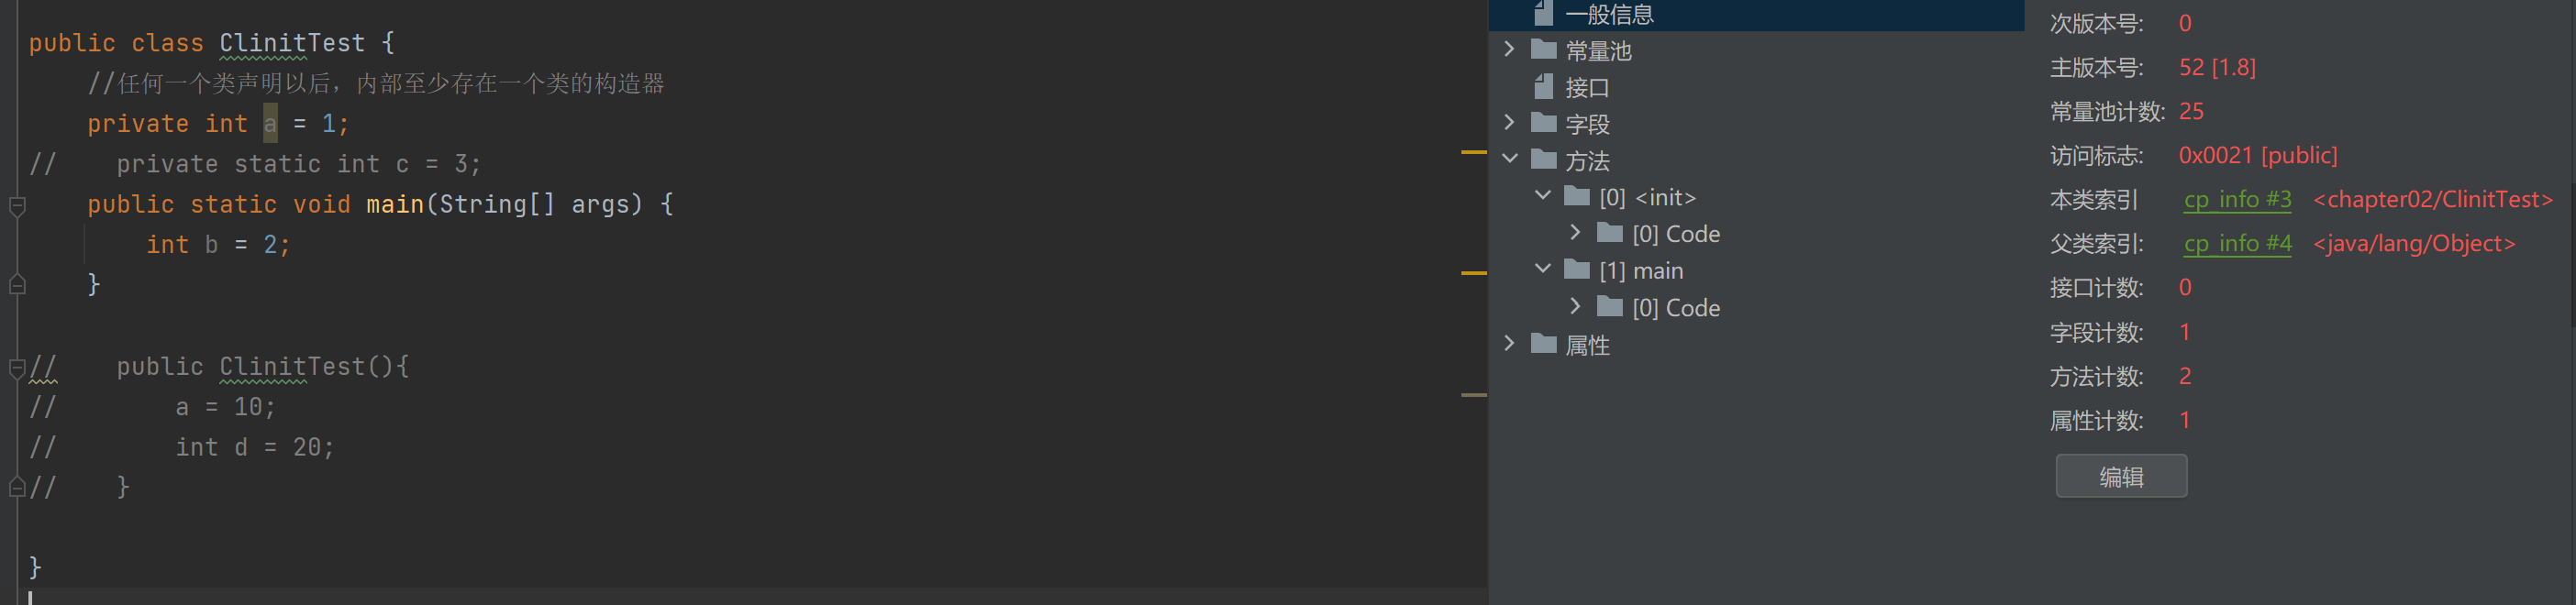 public class ClinitTest {
//任何一个类声明以后，内部至少存在一个类的构造器
private int a = 1;
//    private static int c = 3;
public static void main(String[] args) {
int b = 2;
}
//    public ClinitTest(){
//        a = 10;
//        int d = 20;
//    }
}
一般信息
常量池
接口
字段
方法
[0] <init>
[0] Code
[1] main
[0] Code
属性
次版本号: 0
主版本号: 52 [1.8]
常量池计数: 25
访问标志: 0x0021 [public]
本类索引 cp_info #3 <chapter02/ClinitTest>
父类索引: cp_info #4 <java/lang/Object>
接口计数: 0
字段计数: 1
方法计数: 2
属性计数: 1
编辑